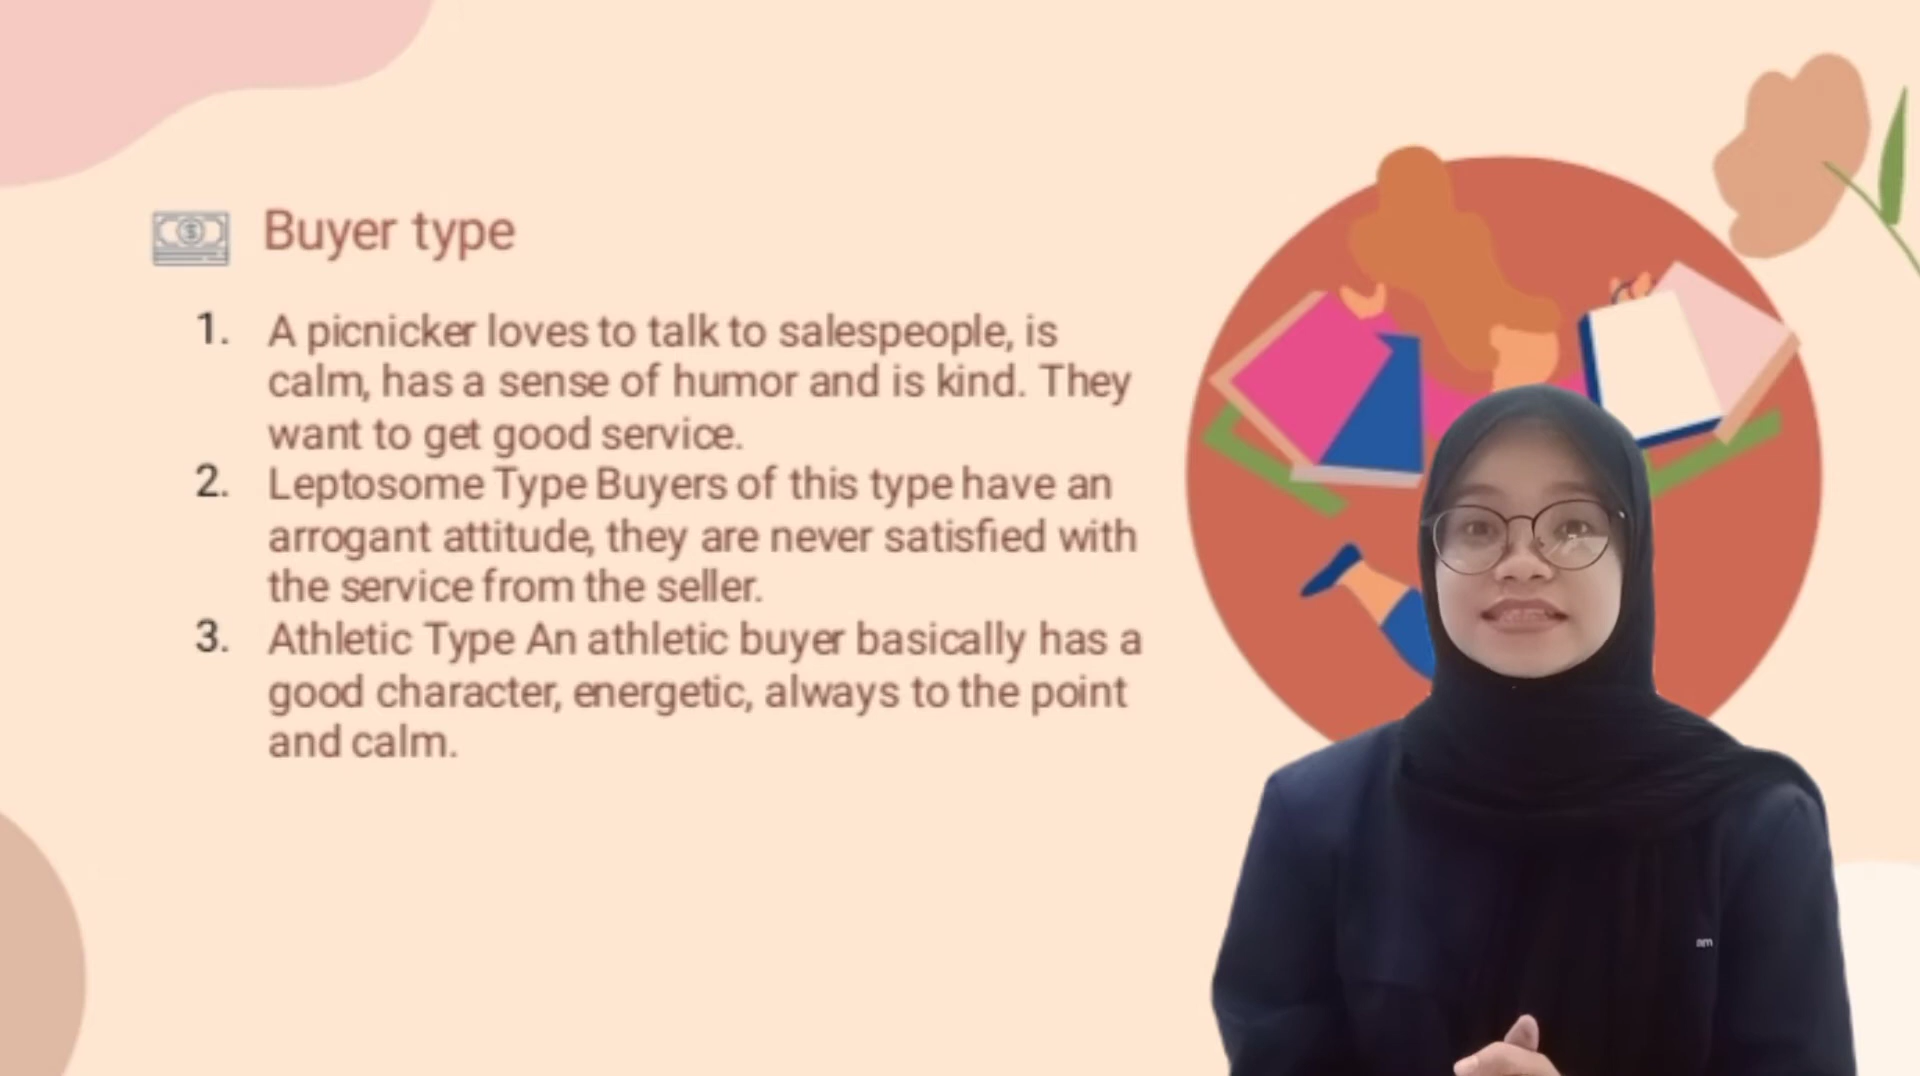 Buyer type
1. A picnicker loves to talk to salespeople, is
calm, has a sense of humor and is kind. They
want to get good service.
2. Leptosome Type Buyers of this type have an
arrogant attitude, they are never satisfied with
the service from the seller.
3. Athletic Type An athletic buyer basically has a
good character, energetic, always to the point
and calm.